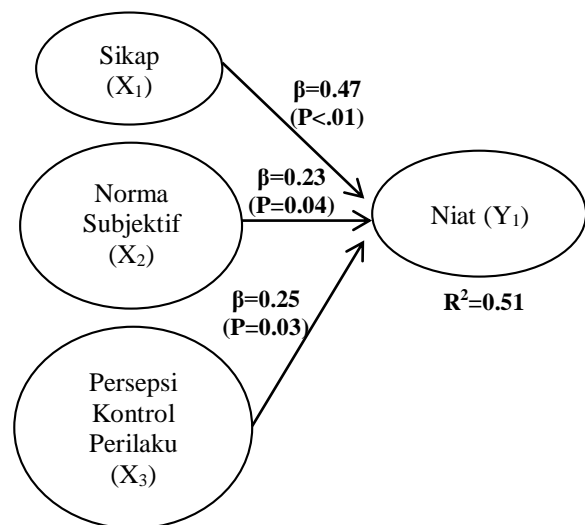 Sikap
(X₁)
β=0.47
(P<.01)
Norma
Subjektif
(X₂)
β=0.23
(P=0.04)
Niat (Y₁)
R²=0.51
β=0.25
(P=0.03)
Persepsi
Kontrol
Perilaku
(X₃)